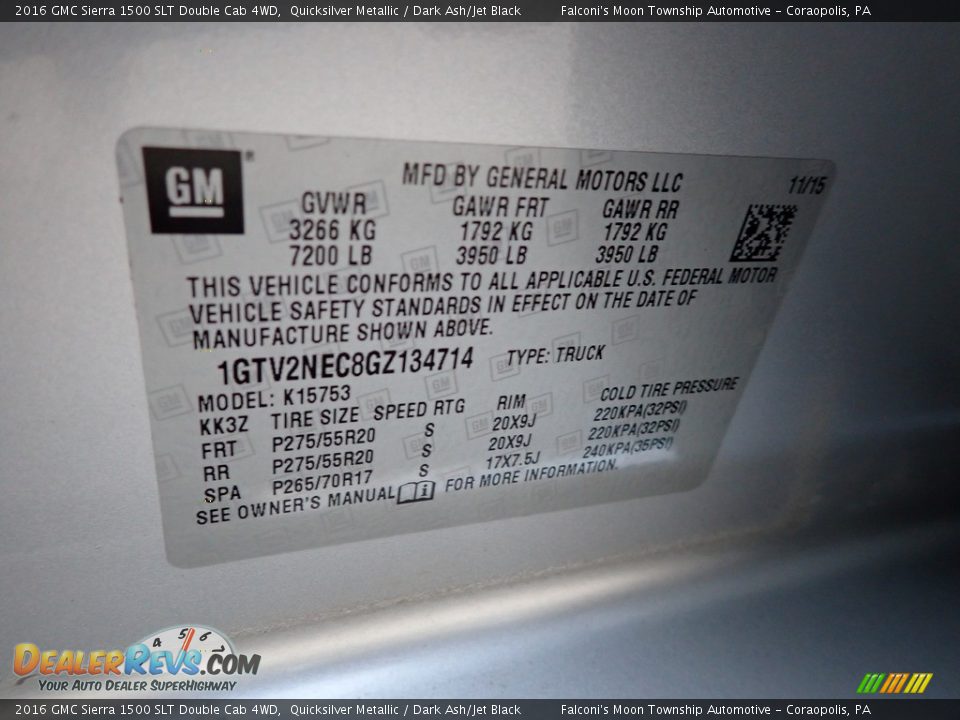 2016 GMC Sierra 1500 SLT Double Cab 4WD, Quicksilver Metallic / Dark Ash/Jet Black Falconi's Moon Township Automotive - Coraopolis, PA
GM
MFD BY GENERAL MOTORS LLC 11/15
GVWR GAWR FRT GAWR RR
3266 KG 1792 KG 1792 KG
7200 LB 3950 LB 3950 LB
THIS VEHICLE CONFORMS TO ALL APPLICABLE U.S. FEDERAL MOTOR
VEHICLE SAFETY STANDARDS IN EFFECT ON THE DATE OF
MANUFACTURE SHOWN ABOVE.
1GTV2NEC8GZ134714 TYPE: TRUCK
MODEL: K15753
KK3Z TIRE SIZE SPEED RTG RIM COLD TIRE PRESSURE
FRT P275/55R20 S 20X9J 220KPA(32PSI)
RR P275/55R20 S 20X9J 220KPA(32PSI)
SPA P265/70R17 S 17X7.5J 240KPA(35PSI)
SEE OWNER'S MANUAL FOR MORE INFORMATION.
4 5 6
DealerRevs.com
Your Auto Dealer SuperHighway
2016 GMC Sierra 1500 SLT Double Cab 4WD, Quicksilver Metallic / Dark Ash/Jet Black Falconi's Moon Township Automotive - Coraopolis, PA